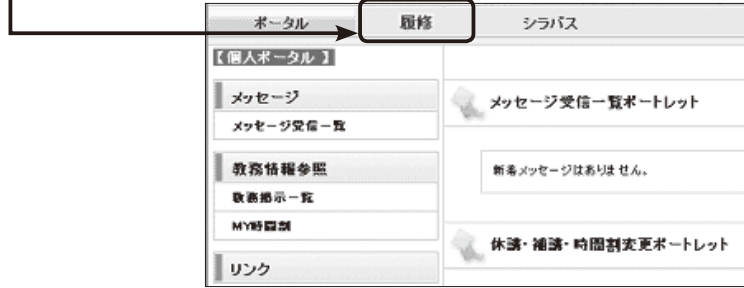 ポータル 履修 シラバス
【個人ポータル】
メッセージ
メッセージ受信一覧
教務情報参照
教務掲示一覧
MY時間割
リンク
メッセージ受信一覧ポートレット
新着メッセージはありません。
休講・補講・時間割変更ポートレット